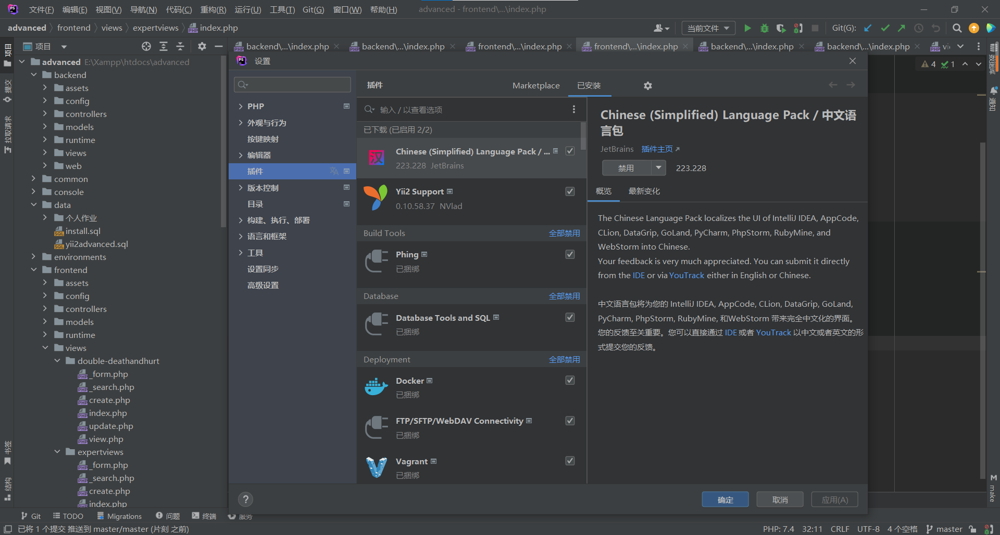 文件(F) 编辑(E) 视图(V) 导航(N) 代码(C) 重构(R) 运行(U) 工具(T) Git(G) 窗口(W) 帮助(H) advanced - frontend\...\index.php
advanced frontend views expertviews index.php
当前文件 Git(G):
项目
backend\...\index.php backend\...\index.php frontend\...\index.php frontend\...\index.php backend\...\index.php backend\...\index.php
4 1
项目
提交
拉取请求
书签
结构
advanced E:\Xampp\htdocs\advanced
backend
assets
config
controllers
models
runtime
views
web
common
console
data
个人作业
install.sql
yii2advanced.sql
environments
frontend
assets
config
controllers
models
runtime
views
double-deathandhurt
_form.php
_search.php
create.php
index.php
update.php
view.php
expertviews
_form.php
_search.php
create.php
index.php
设置
PHP
外观与行为
按键映射
编辑器
插件
版本控制
目录
构建、执行、部署
语言和框架
工具
设置同步
高级设置
插件 Marketplace 已安装
输入 / 以查看选项
已下载 (已启用 2/2)
汉
Chinese (Simplified) Language Pack / ...
223.228 JetBrains
Yii2 Support
0.10.58.37 NVlad
Build Tools 全部禁用
Phing
已捆绑
Database 全部禁用
Database Tools and SQL
已捆绑
Deployment 全部禁用
Docker
已捆绑
FTP/SFTP/WebDAV Connectivity
已捆绑
Vagrant
已捆绑
Chinese (Simplified) Language Pack / 中文语
言包
JetBrains 插件主页
禁用 223.228
概览 最新变化
The Chinese Language Pack localizes the UI of IntelliJ IDEA, AppCode,
CLion, DataGrip, GoLand, PyCharm, PhpStorm, RubyMine, and
WebStorm into Chinese.
Your feedback is very much appreciated. You can submit it directly
from the IDE or via YouTrack either in English or Chinese.
中文语言包将为您的 IntelliJ IDEA, AppCode, CLion, DataGrip, GoLand,
PyCharm, PhpStorm, RubyMine, 和WebStorm 带来完全中文化的界面。
您的反馈至关重要。您可以直接通过 IDE 或者 YouTrack 以中文或者英文的形
式提交您的反馈。
确定 取消 应用(A)
数据库
通知
make
Git TODO Migrations 问题 终端 服务
已将 1 个提交 推送到 master/master (片刻 之前)
PHP: 7.4 32:11 CRLF UTF-8 4 个空格 master